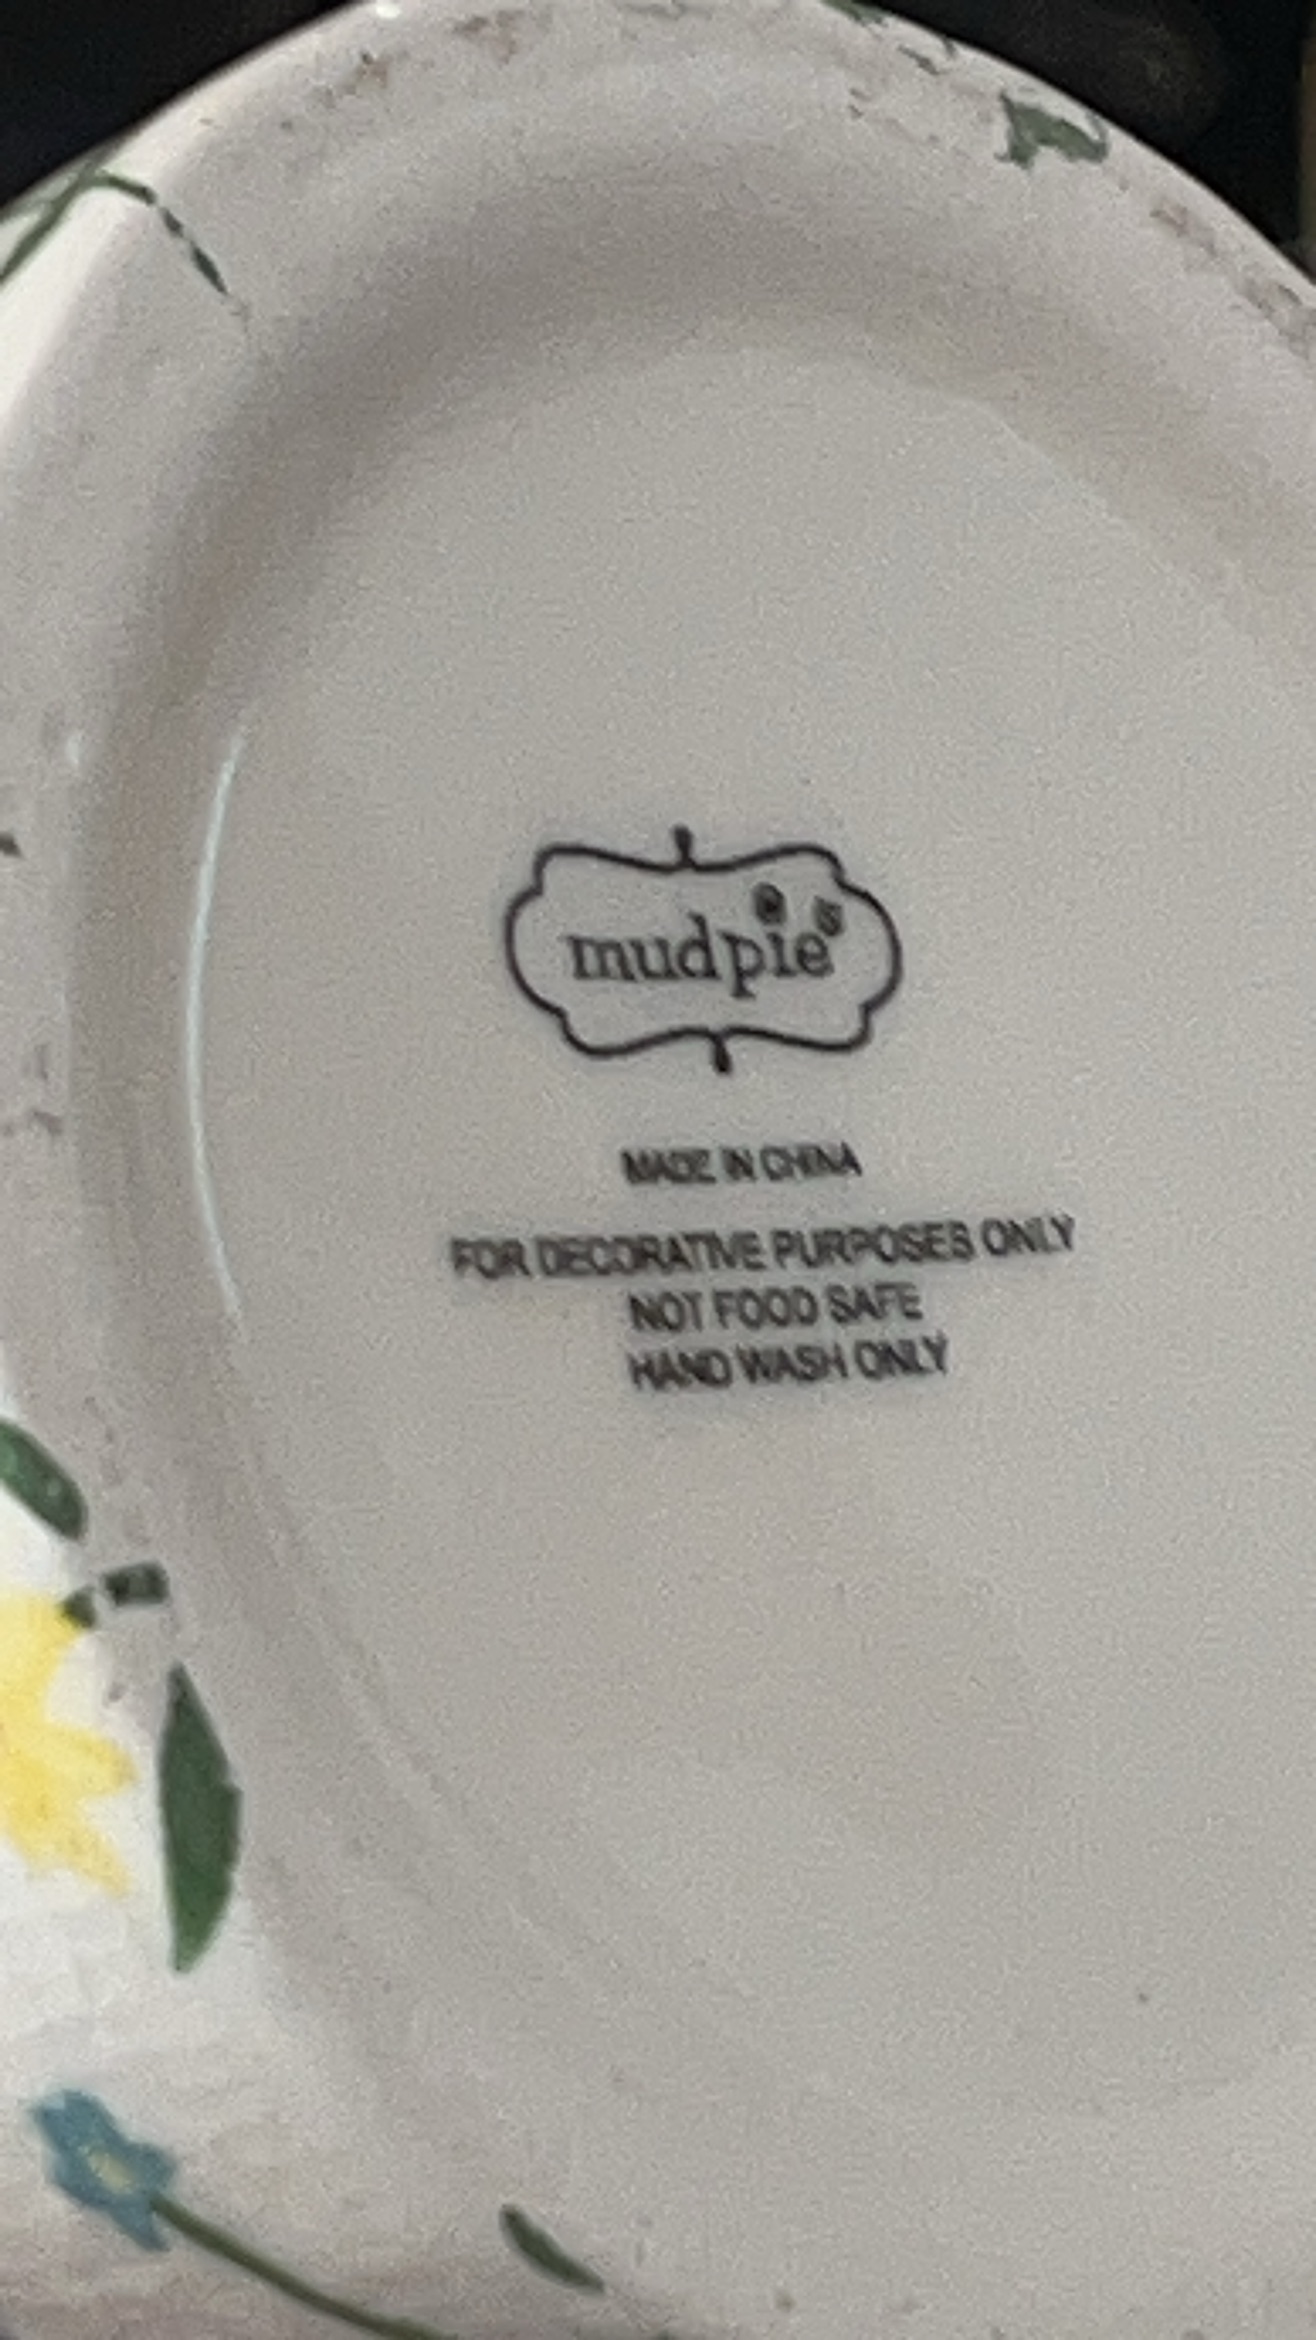 mudpie®
MADE IN CHINA
FOR DECORATIVE PURPOSES ONLY
NOT FOOD SAFE
HAND WASH ONLY